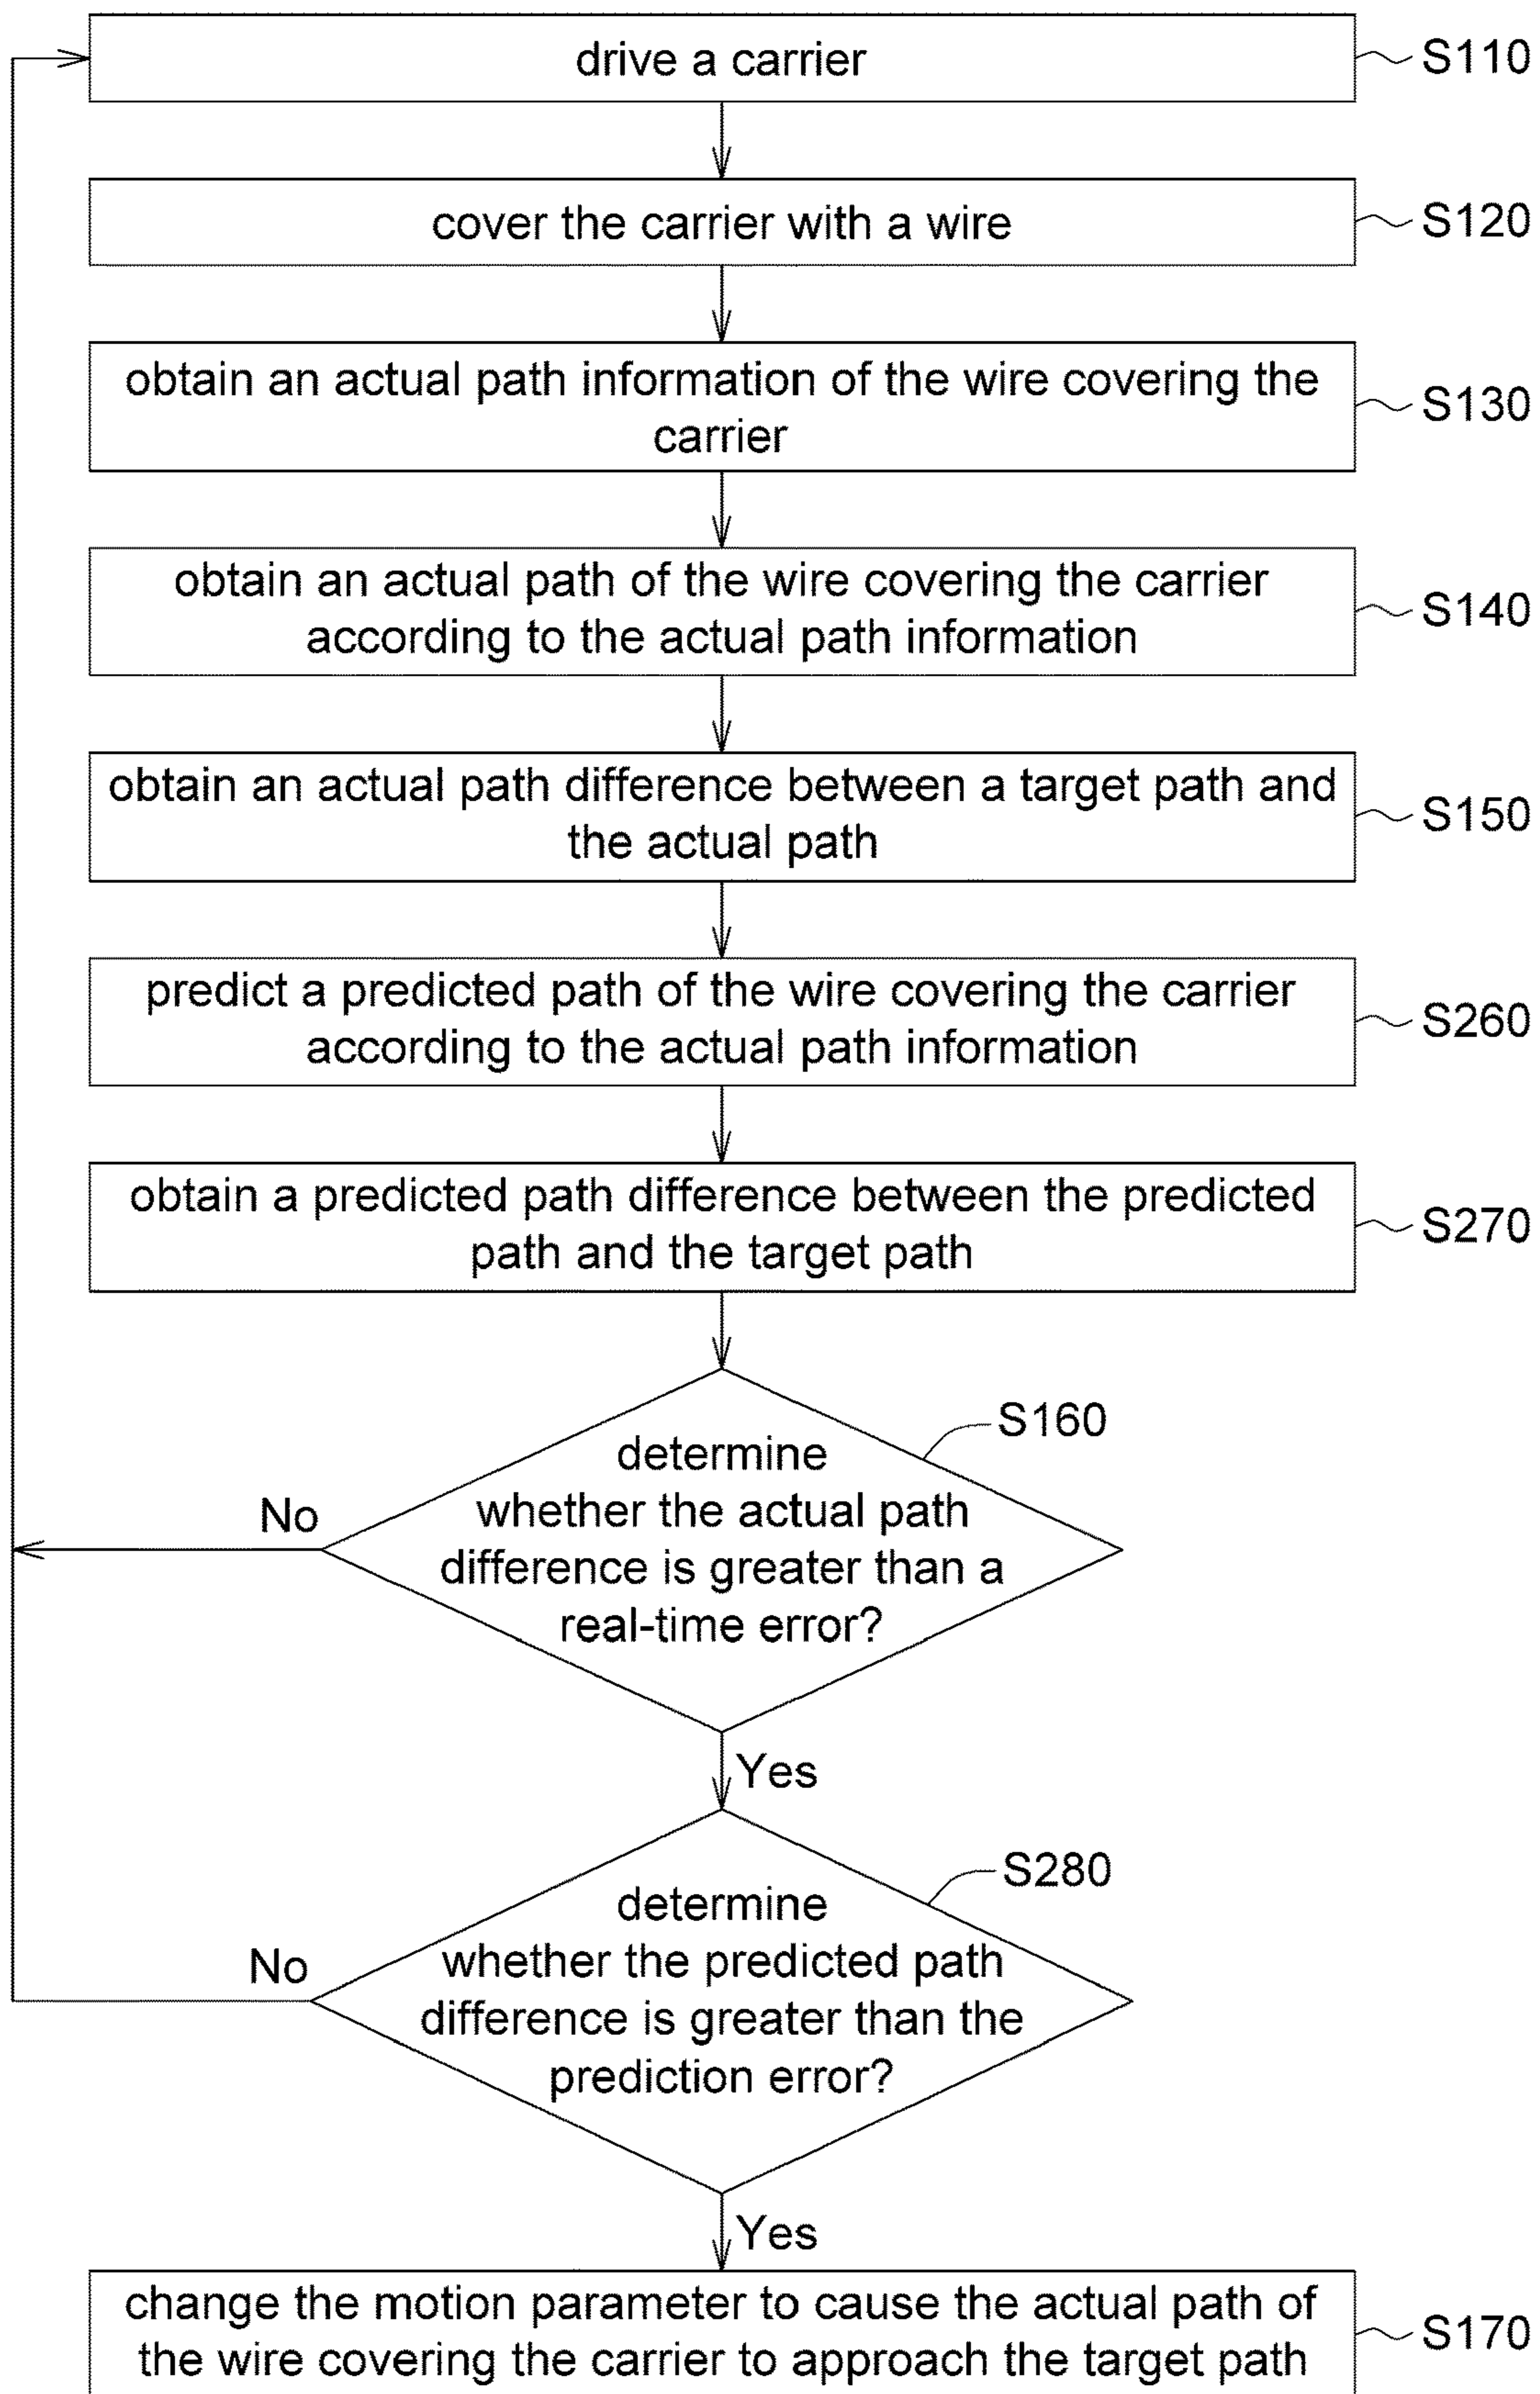 drive a carrier
S110
cover the carrier with a wire
S120
obtain an actual path information of the wire covering the
carrier
S130
obtain an actual path of the wire covering the carrier
according to the actual path information
S140
obtain an actual path difference between a target path and
the actual path
S150
predict a predicted path of the wire covering the carrier
according to the actual path information
S260
obtain a predicted path difference between the predicted
path and the target path
S270
S160
determine
whether the actual path
difference is greater than a
real-time error?
No
Yes
S280
determine
whether the predicted path
difference is greater than the
prediction error?
No
Yes
change the motion parameter to cause the actual path of
the wire covering the carrier to approach the target path
S170